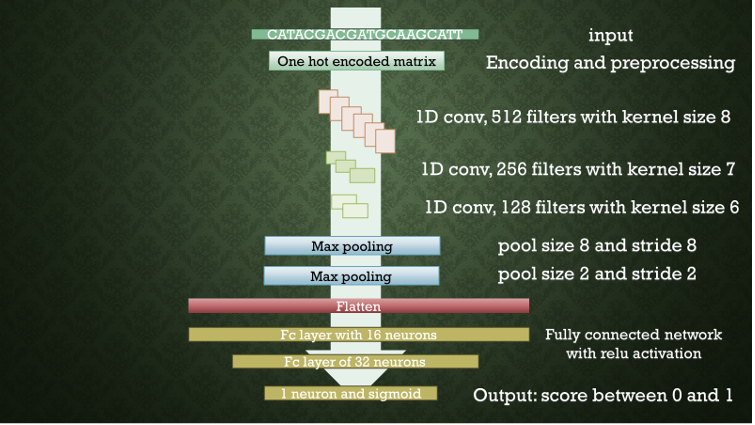 CATACGACGATGCAAGCATT
input
One hot encoded matrix
Encoding and preprocessing
1D conv, 512 filters with kernel size 8
1D conv, 256 filters with kernel size 7
1D conv, 128 filters with kernel size 6
Max pooling
pool size 8 and stride 8
Max pooling
pool size 2 and stride 2
Flatten
Fc layer with 16 neurons
Fully connected network
with relu activation
Fc layer of 32 neurons
1 neuron and sigmoid
Output: score between 0 and 1